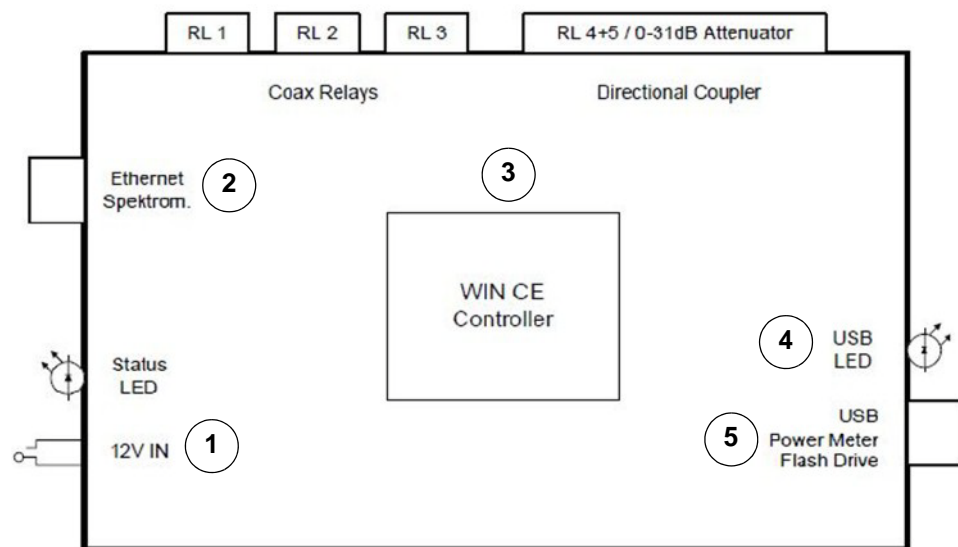 RL 1
RL 2
RL 3
RL 4+5 / 0-31dB Attenuator
Coax Relays
Directional Coupler
Ethernet
Spektrom.
2
3
WIN CE
Controller
4
USB
LED
Status
LED
12V IN
1
5
USB
Power Meter
Flash Drive